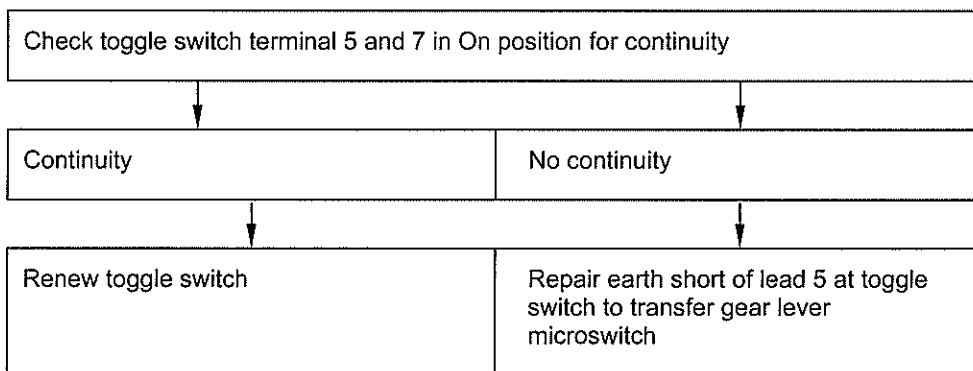 Check toggle switch terminal 5 and 7 in On position for continuity
Continuity
No continuity
Renew toggle switch
Repair earth short of lead 5 at toggle
switch to transfer gear lever
microswitch